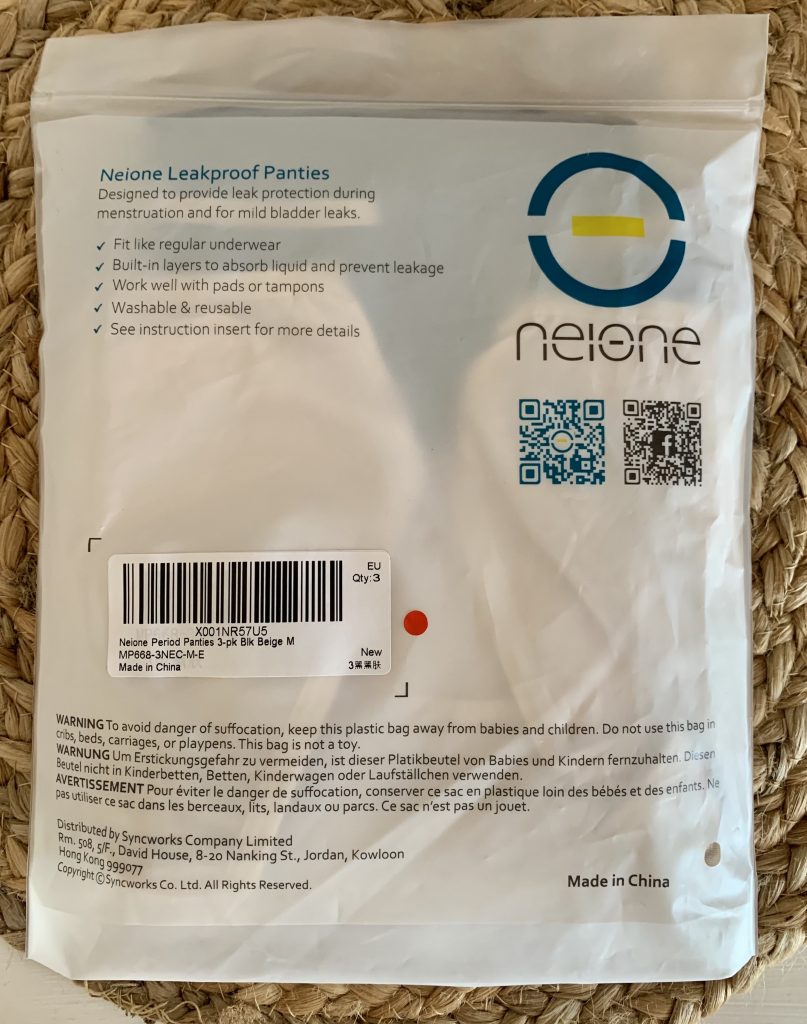 Neione Leakproof Panties
Designed to provide leak protection during
menstruation and for mild bladder leaks.
✓ Fit like regular underwear
✓ Built-in layers to absorb liquid and prevent leakage
✓ Work well with pads or tampons
✓ Washable & reusable
✓ See instruction insert for more details
neione
f
EU
Qty:3
X001NR57U5
Neione Period Panties 3-pk Blk Beige M
MP668-3NEC-M-E
New
Made in China
3黑黑肤
WARNING To avoid danger of suffocation, keep this plastic bag away from babies and children. Do not use this bag in
cribs, beds, carriages, or playpens. This bag is not a toy.
WARNUNG Um Erstickungsgefahr zu vermeiden, ist dieser Platikbeutel von Babies und Kindern fernzuhalten. Diesen
Beutel nicht in Kinderbetten, Betten, Kinderwagen oder Laufställchen verwenden.
AVERTISSEMENT Pour éviter le danger de suffocation, conserver ce sac en plastique loin des bébés et des enfants. Ne
pas utiliser ce sac dans les berceaux, lits, landaux ou parcs. Ce sac n'est pas un jouet.
Distributed by Syncworks Company Limited
Rm. 508, 5/F., David House, 8-20 Nanking St., Jordan, Kowloon
Hong Kong 999077
Copyright © Syncworks Co. Ltd. All Rights Reserved.
Made in China